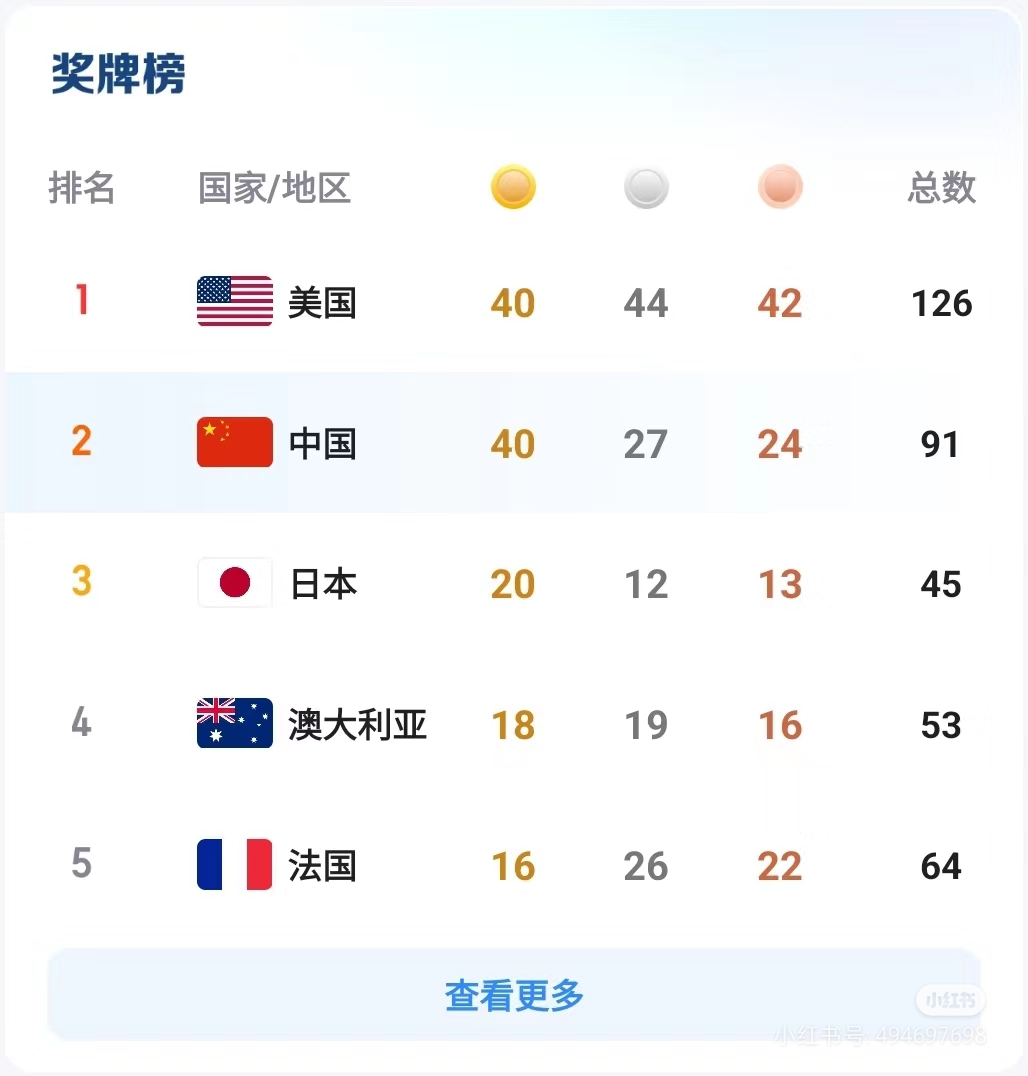 奖牌榜
排名 国家/地区 总数
1 美国 40 44 42 126
2 中国 40 27 24 91
3 日本 20 12 13 45
4 澳大利亚 18 19 16 53
5 法国 16 26 22 64
查看更多
小红书
小红书号 494697698